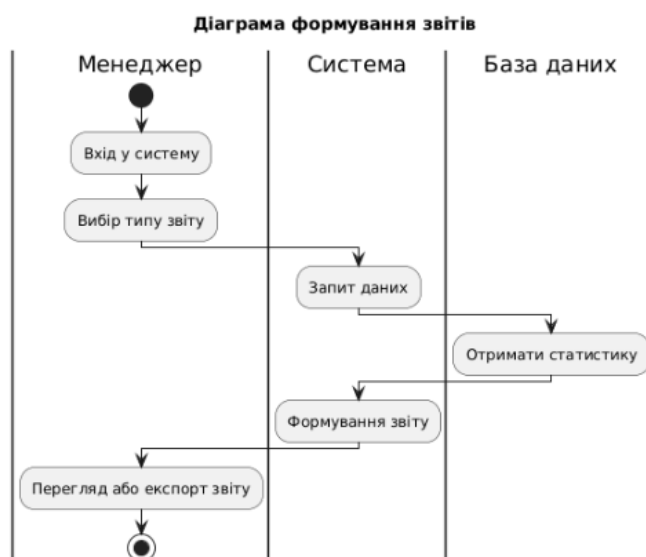 Діаграма формування звітів
Менеджер
Система
База даних
Вхід у систему
Вибір типу звіту
Запит даних
Отримати статистику
Формування звіту
Перегляд або експорт звіту